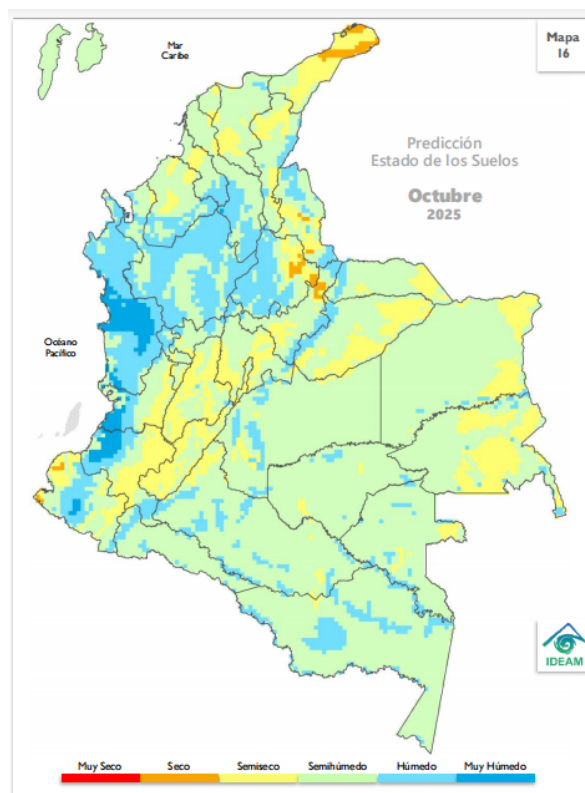 Mar
Caribe
Mapa
16
Predicción
Estado de los Suelos
Octubre
2025
Océano
Pacífico
IDEAM
Muy Seco
Seco
Semiseco
Semihúmedo
Húmedo
Muy Húmedo